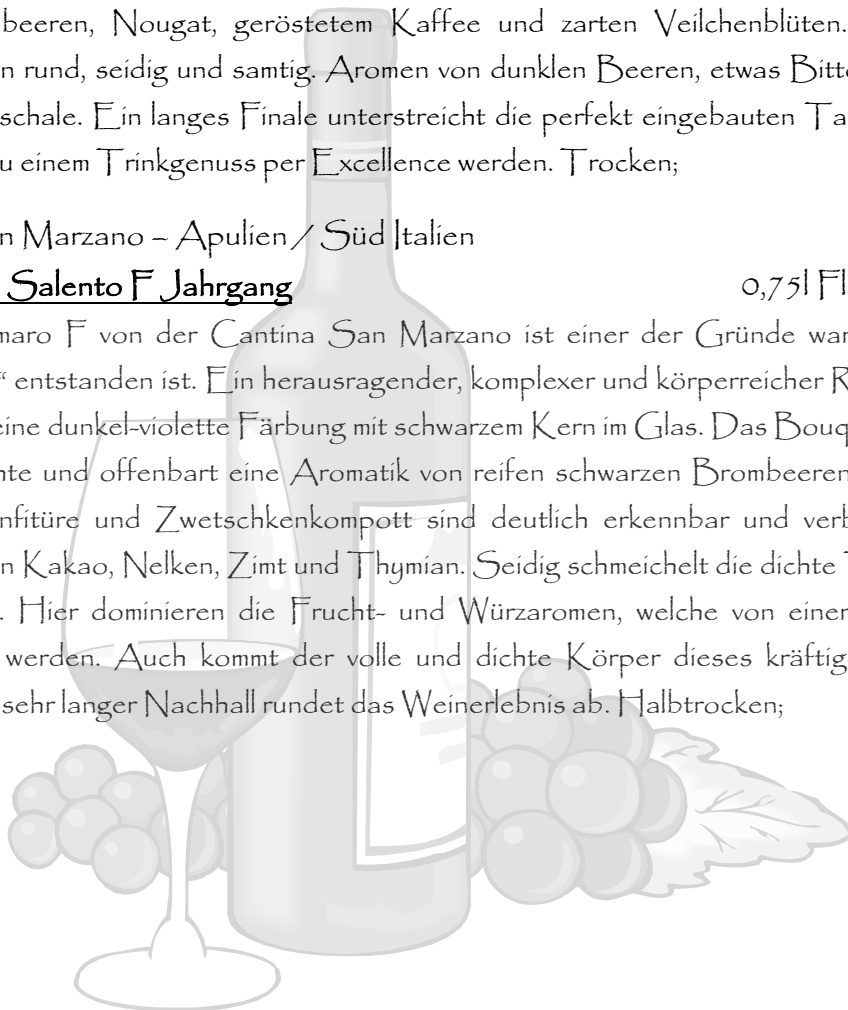 beeren, Nougat, geröstetem Kaffee und zarten Veilchenblüten.
n rund, seidig und samtig. Aromen von dunklen Beeren, etwas Bitt
schale. Ein langes Finale unterstreicht die perfekt eingebauten Ta
u einem Trinkgenuss per Excellence werden. Trocken;
n Marzano – Apulien / Süd Italien
Salento F Jahrgang 0,75l Fl
maro F von der Cantina San Marzano ist einer der Gründe war
“ entstanden ist. Ein herausragender, komplexer und körperreicher R
eine dunkel-violette Färbung mit schwarzem Kern im Glas. Das Bouq
nte und offenbart eine Aromatik von reifen schwarzen Brombeeren
nfitüre und Zwetschkenkompott sind deutlich erkennbar und verb
n Kakao, Nelken, Zimt und Thymian. Seidig schmeichelt die dichte
. Hier dominieren die Frucht- und Würzaromen, welche von einer
werden. Auch kommt der volle und dichte Körper dieses kräftig
sehr langer Nachhall rundet das Weinerlebnis ab. Halbtrocken;